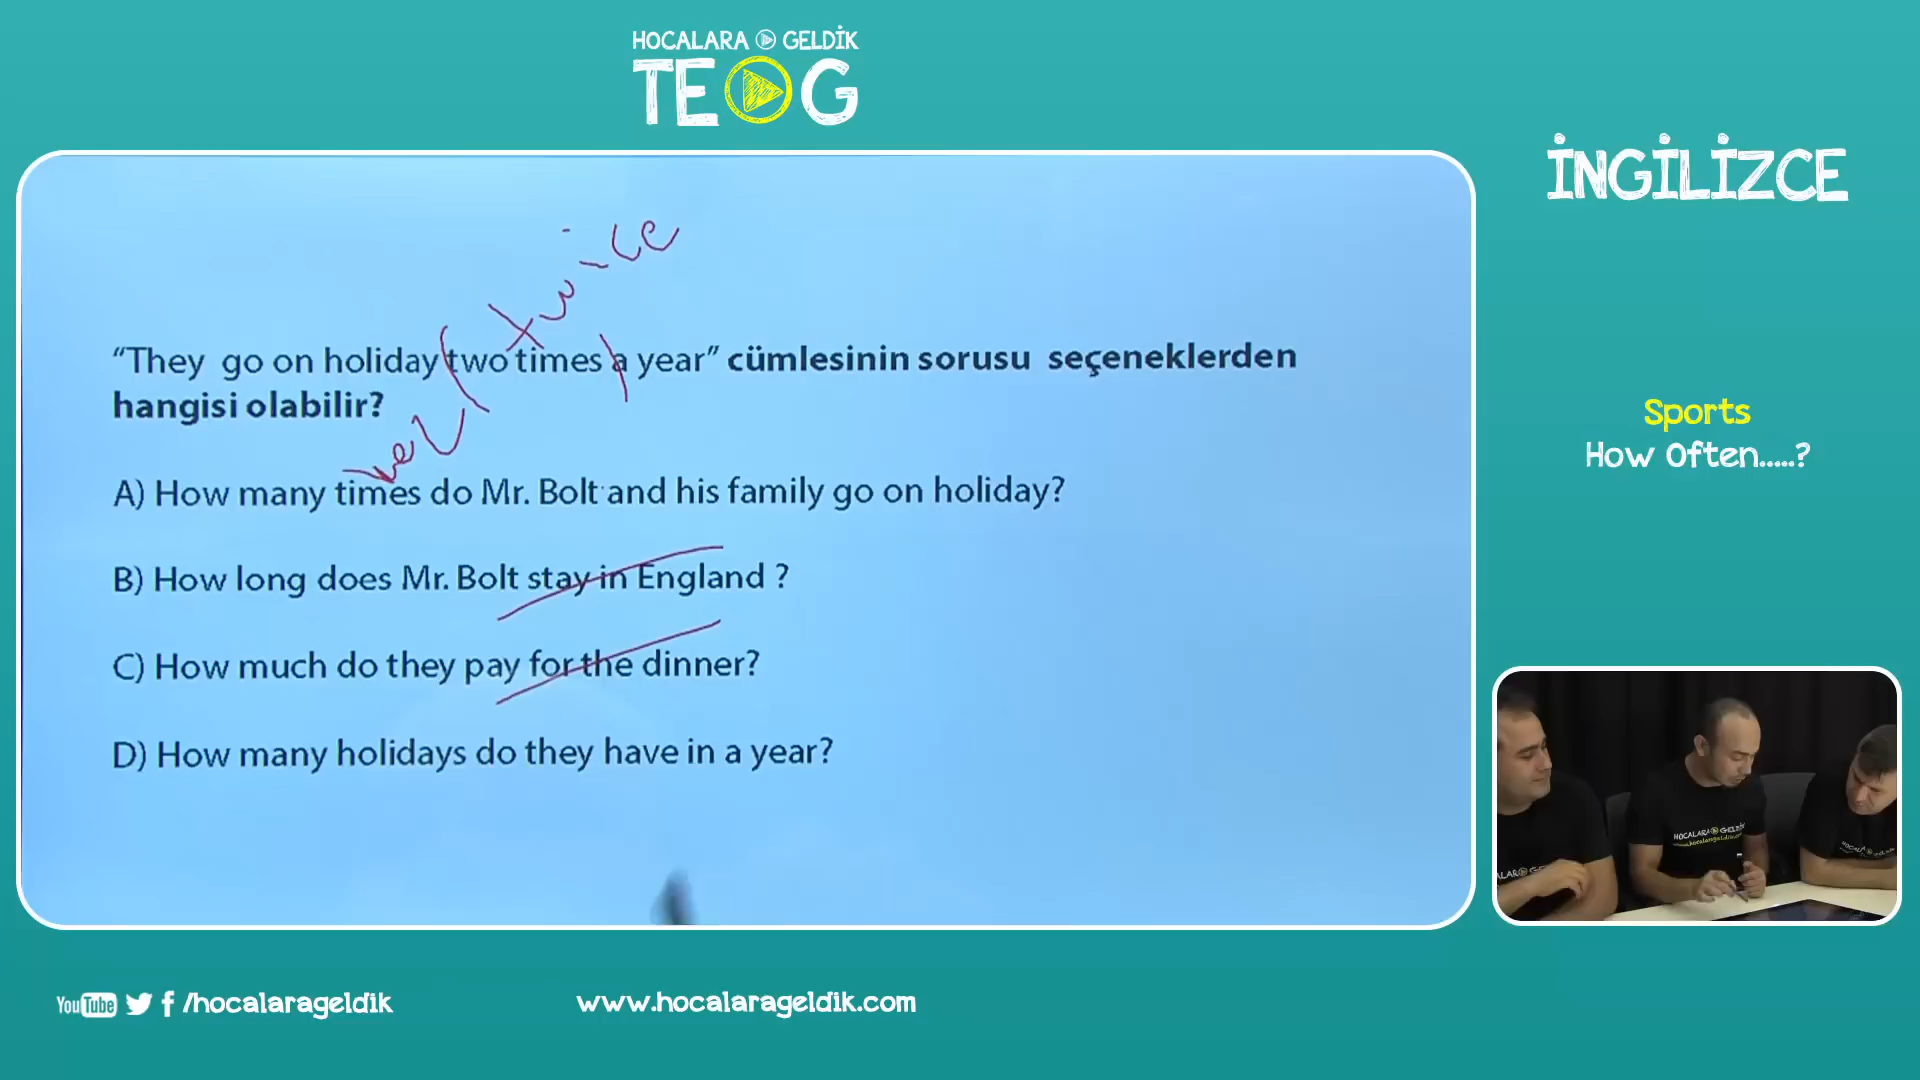 HOCALARA GELDİK
TEOG
İNGİLİZCE
twice
"They go on holiday two times a year" cümlesinin sorusu seçeneklerden
hangisi olabilir?
A) How many times do Mr. Bolt and his family go on holiday?
B) How long does Mr. Bolt stay in England ?
C) How much do they pay for the dinner?
D) How many holidays do they have in a year?
Sports
How Often.....?
HOCALARA GELDİK
YouTube /hocalarageldik
www.hocalarageldik.com